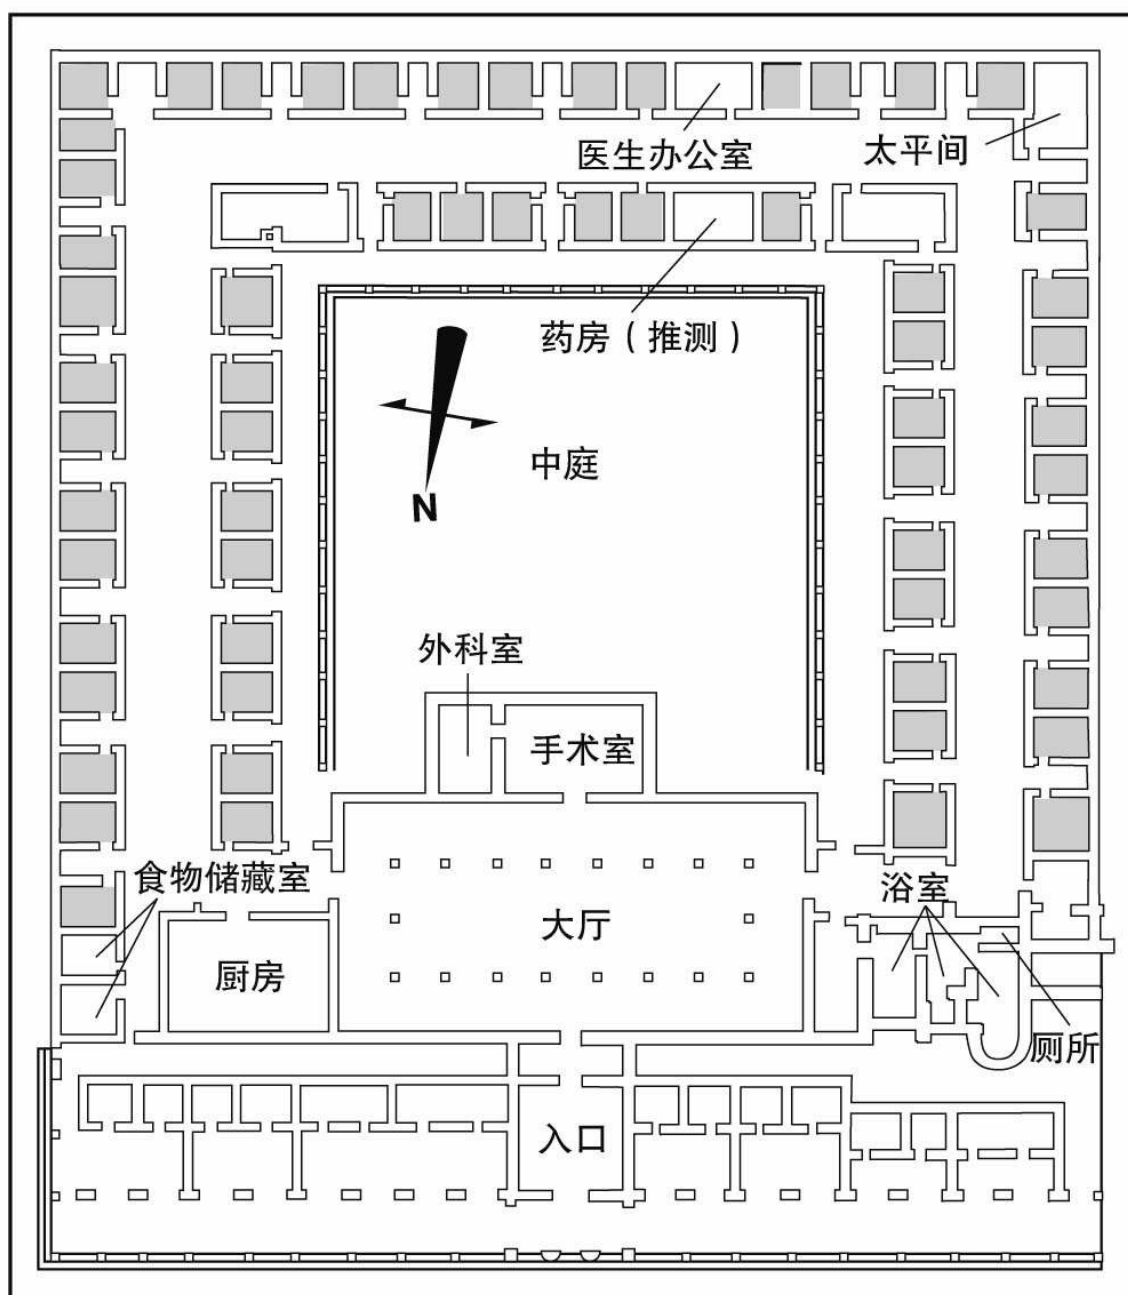 医生办公室
太平间
药房（推测）
中庭
N
外科室
手术室
食物储藏室
浴室
大厅
厨房
厕所
入口